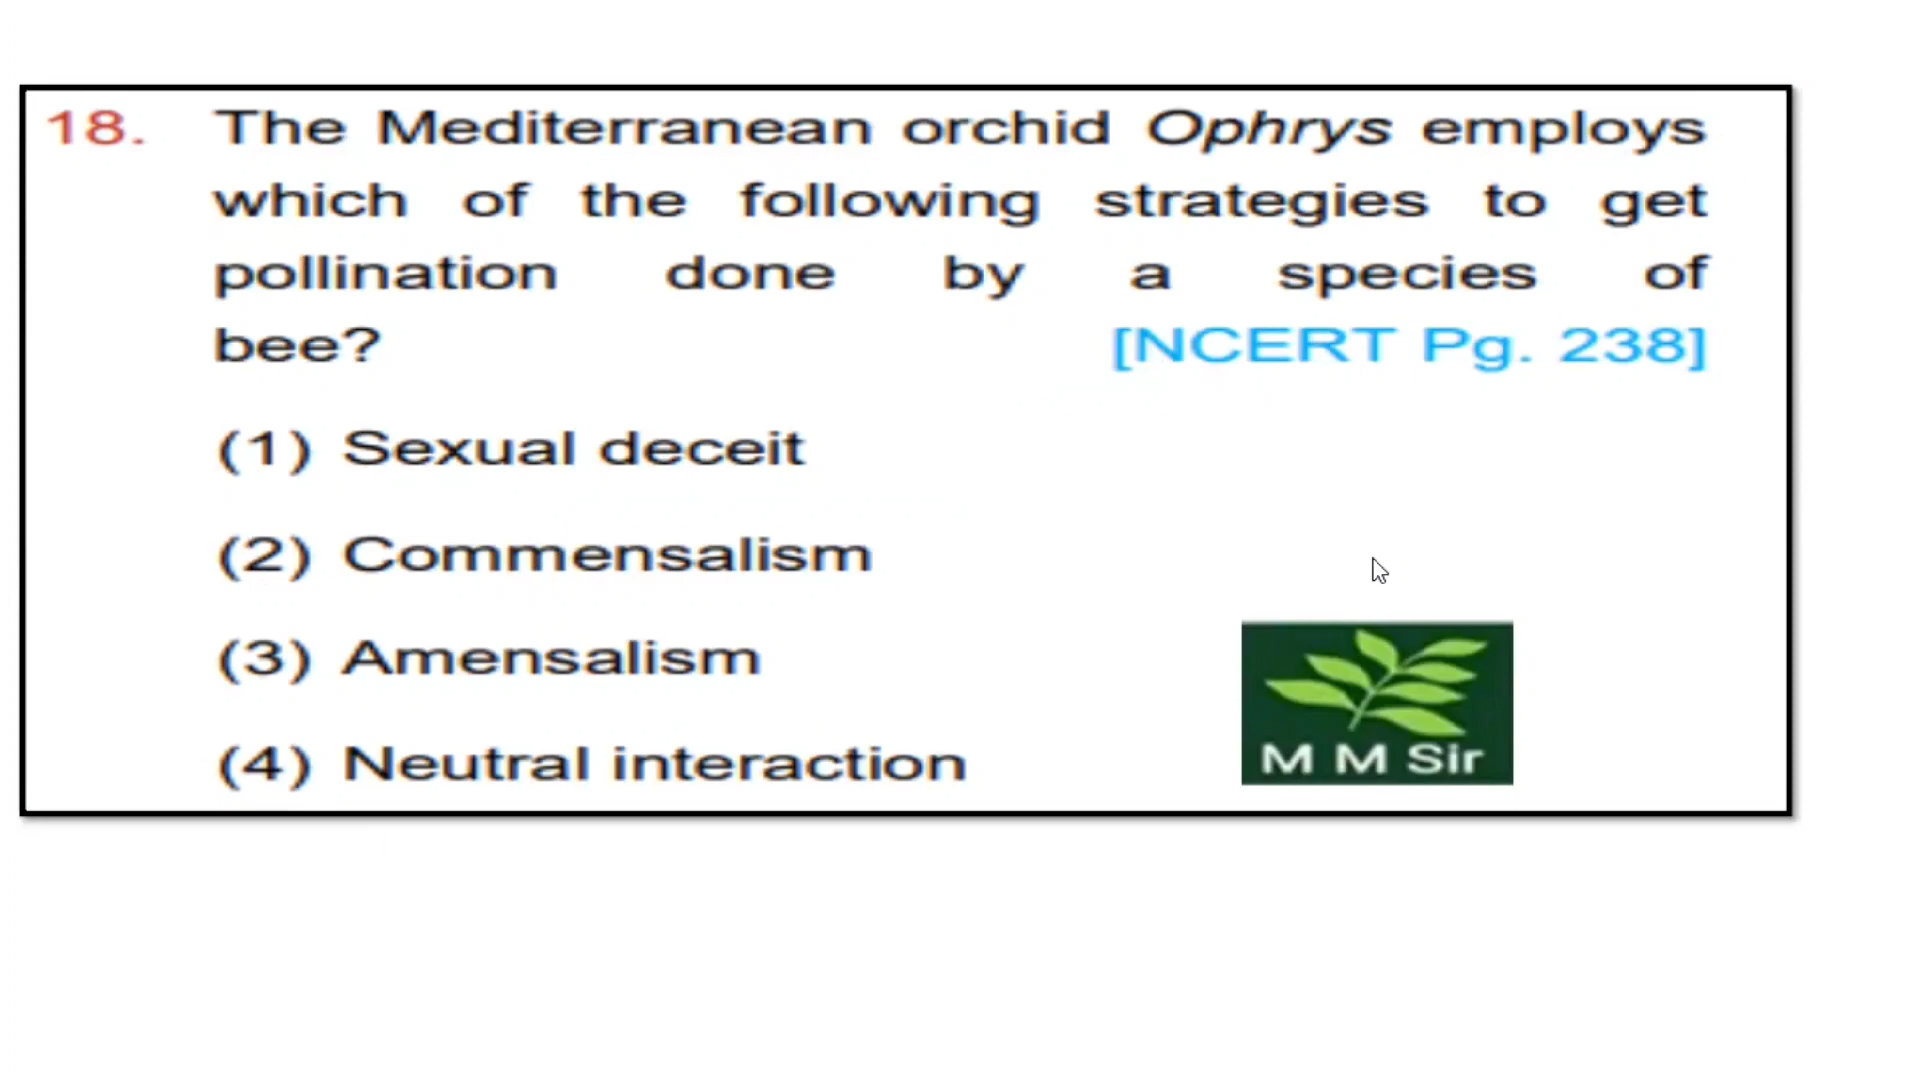 18. The Mediterranean orchid Ophrys employs
which of the following strategies to get
pollination done by a species of
bee? [NCERT Pg. 238]
(1) Sexual deceit
(2) Commensalism
(3) Amensalism
(4) Neutral interaction
M M Sir